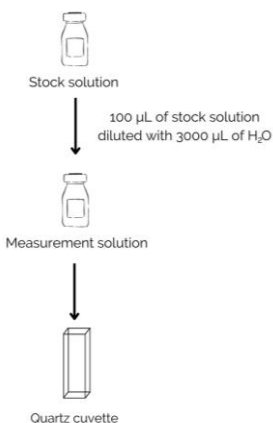 Stock solution
100 µL of stock solution
diluted with 3000 µL of H₂O
Measurement solution
Quartz cuvette